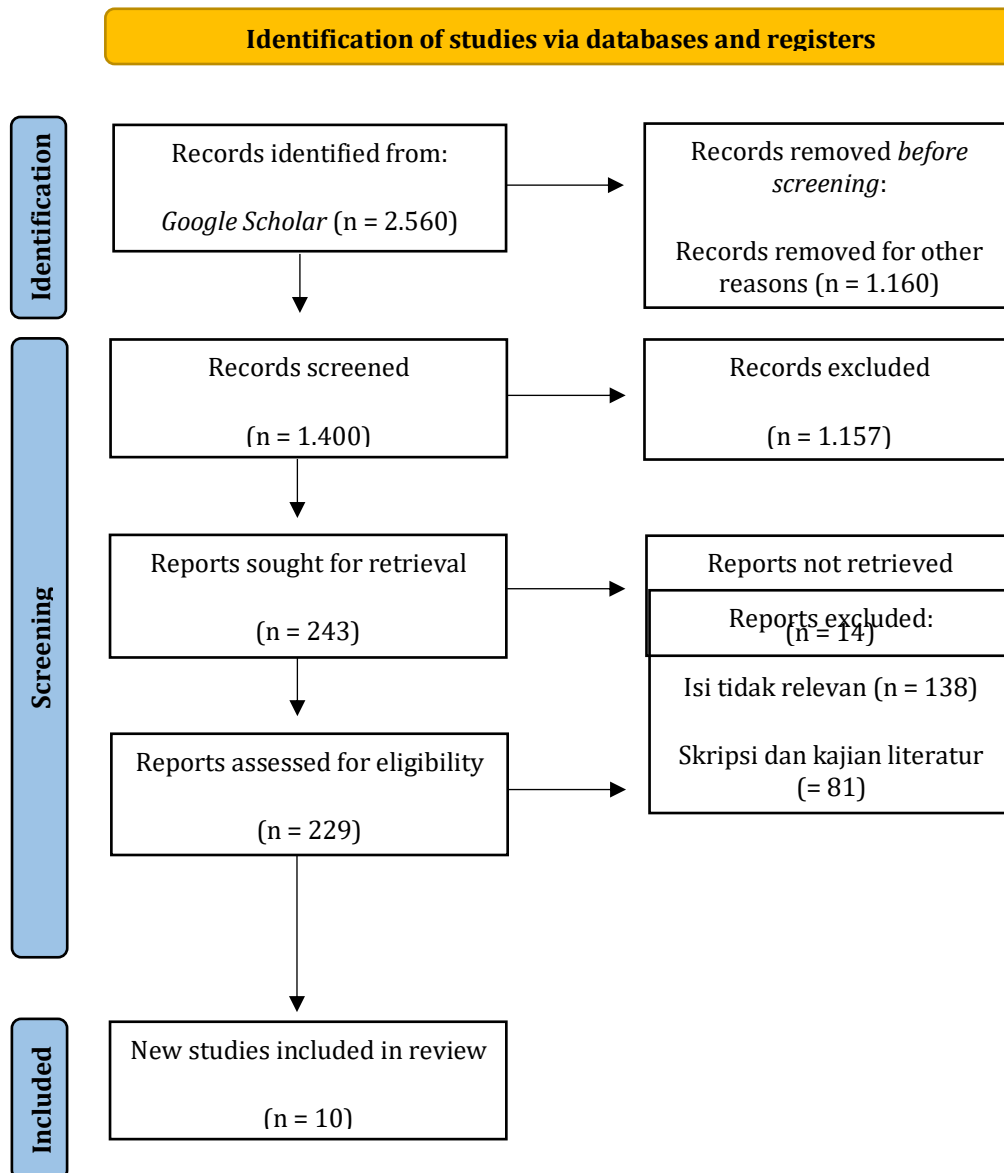 Identification of studies via databases and registers
Identification
Records identified from:
Google Scholar (n = 2.560)
Records removed before
screening:
Records removed for other
reasons (n = 1.160)
Screening
Records screened
(n = 1.400)
Records excluded
(n = 1.157)
Reports sought for retrieval
(n = 243)
Reports not retrieved
(n = 14)
Reports assessed for eligibility
(n = 229)
Reports excluded:
Isi tidak relevan (n = 138)
Skripsi dan kajian literatur
(= 81)
Included
New studies included in review
(n = 10)